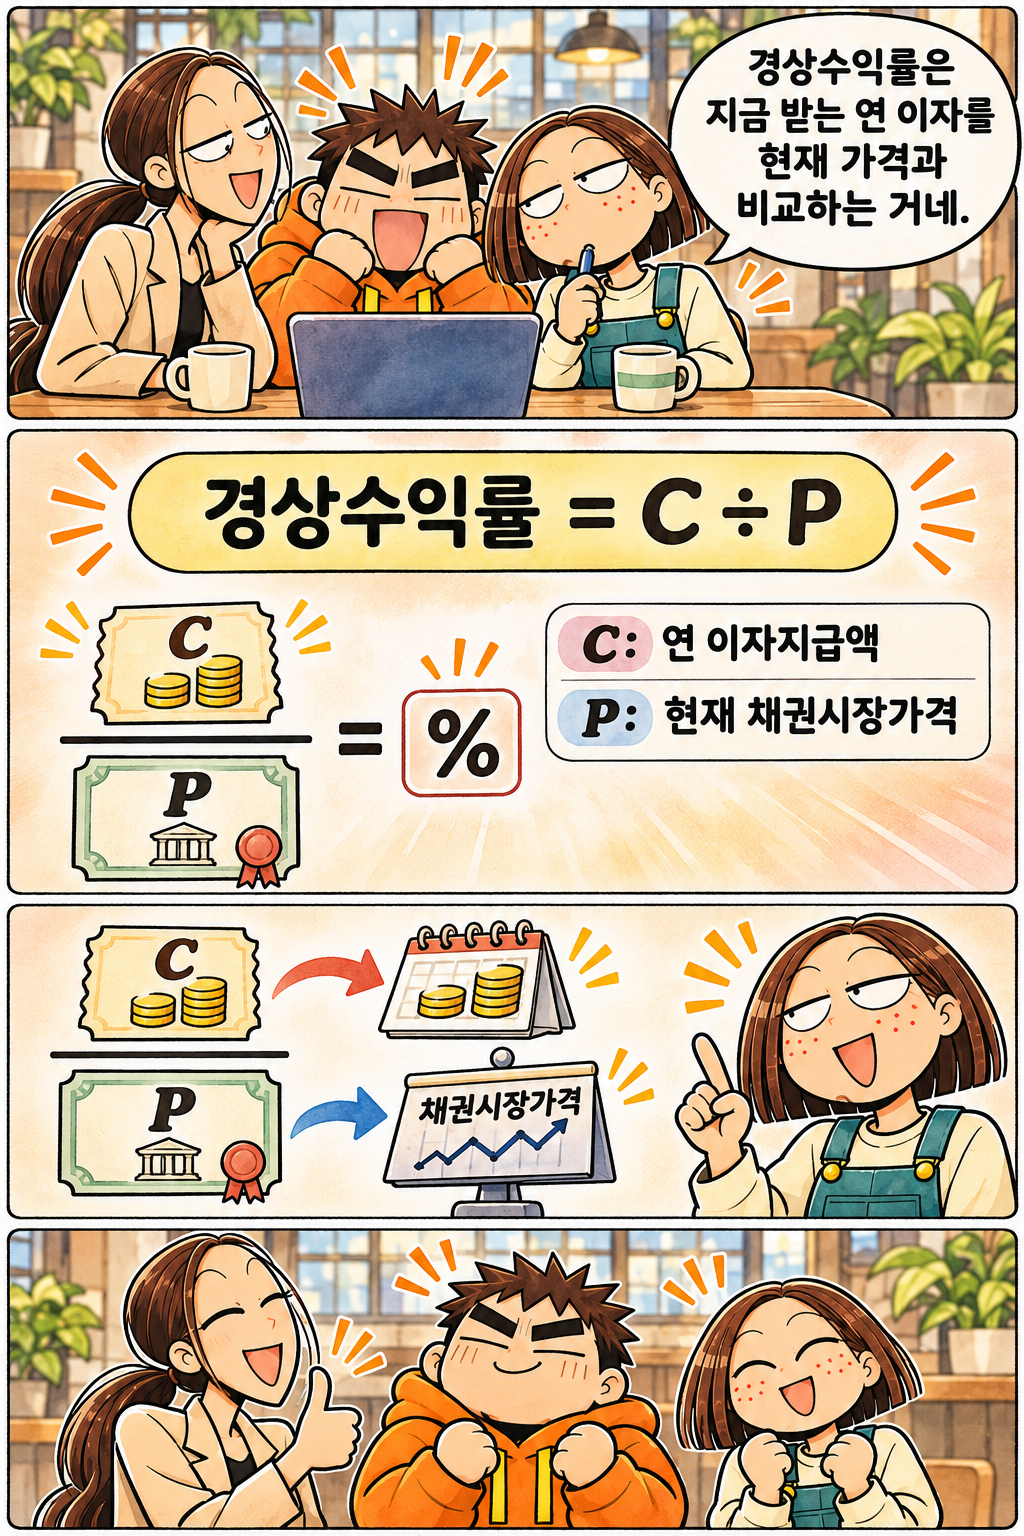 경상수익률은
지금 받는 연 이자를
현재 가격과
비교하는 거네.
경상수익률 = C ÷ P
C
P
= %
C: 연 이자지급액
P: 현재 채권시장가격
C
P
채권시장가격